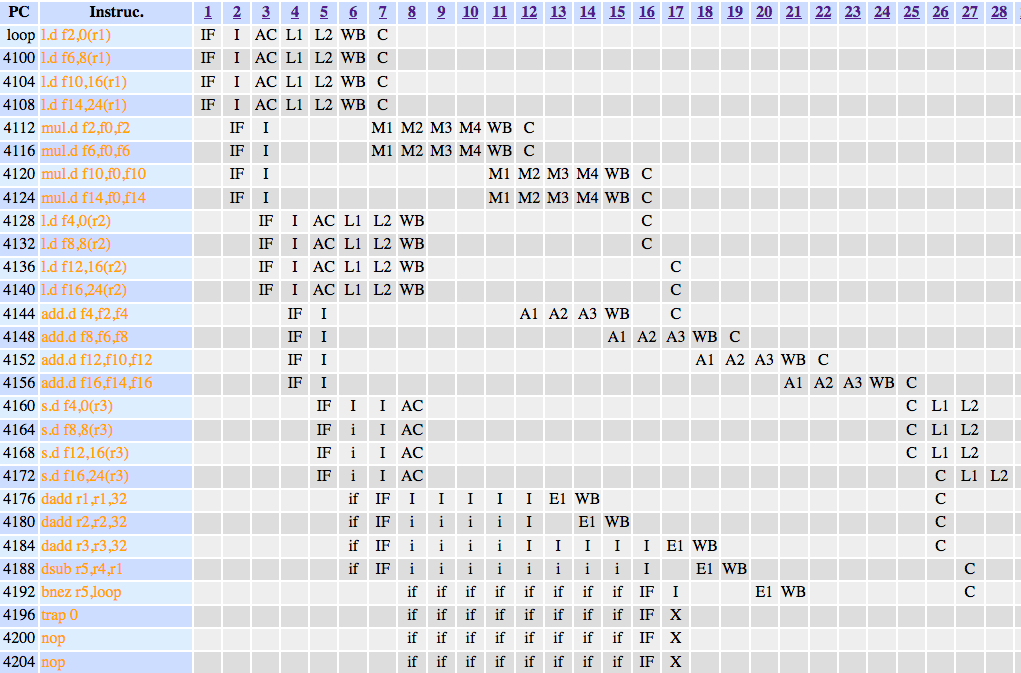 PC Instruc. 1 2 3 4 5 6 7 8 9 10 11 12 13 14 15 16 17 18 19 20 21 22 23 24 25 26 27 28
loop l.d f2,0(r1) IF I AC L1 L2 WB C
4100 l.d f6,8(r1) IF I AC L1 L2 WB C
4104 l.d f10,16(r1) IF I AC L1 L2 WB C
4108 l.d f14,24(r1) IF I AC L1 L2 WB C
4112 mul.d f2,f0,f2 IF I M1 M2 M3 M4 WB C
4116 mul.d f6,f0,f6 IF I M1 M2 M3 M4 WB C
4120 mul.d f10,f0,f10 IF I M1 M2 M3 M4 WB C
4124 mul.d f14,f0,f14 IF I M1 M2 M3 M4 WB C
4128 l.d f4,0(r2) IF I AC L1 L2 WB C
4132 l.d f8,8(r2) IF I AC L1 L2 WB C
4136 l.d f12,16(r2) IF I AC L1 L2 WB C
4140 l.d f16,24(r2) IF I AC L1 L2 WB C
4144 add.d f4,f2,f4 IF I A1 A2 A3 WB C
4148 add.d f8,f6,f8 IF I A1 A2 A3 WB C
4152 add.d f12,f10,f12 IF I A1 A2 A3 WB C
4156 add.d f16,f14,f16 IF I A1 A2 A3 WB C
4160 s.d f4,0(r3) IF I I AC C L1 L2
4164 s.d f8,8(r3) IF i I AC C L1 L2
4168 s.d f12,16(r3) IF i I AC C L1 L2
4172 s.d f16,24(r3) IF i I AC C L1 L2
4176 dadd r1,r1,32 if IF I I I I I E1 WB C
4180 dadd r2,r2,32 if IF i i i i I E1 WB C
4184 dadd r3,r3,32 if IF i i i i I I I I I E1 WB C
4188 dsub r5,r4,r1 if IF i i i i i i i i I E1 WB C
4192 bnez r5,loop if if if if if if if if IF I E1 WB C
4196 trap 0 if if if if if if if if IF X
4200 nop if if if if if if if if IF X
4204 nop if if if if if if if if IF X